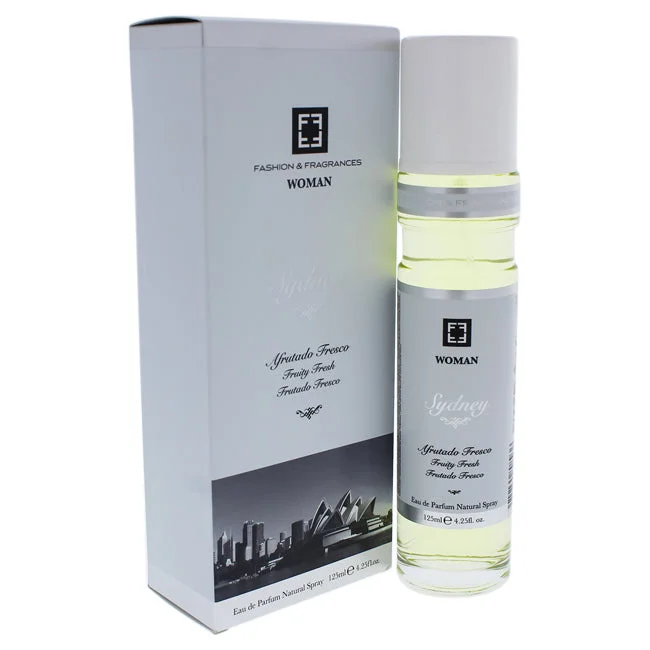 FASHION & FRAGRANCES
WOMAN
Sydney
Afrutado Fresco
Fruity Fresh
Frutado Fresco
Eau de Parfum Natural Spray 125ml℮ 4.25fl.oz.
WOMAN
Sydney
Afrutado Fresco
Fruity Fresh
Frutado Fresco
Eau de Parfum Natural Spray
125ml℮ 4.25fl. oz.